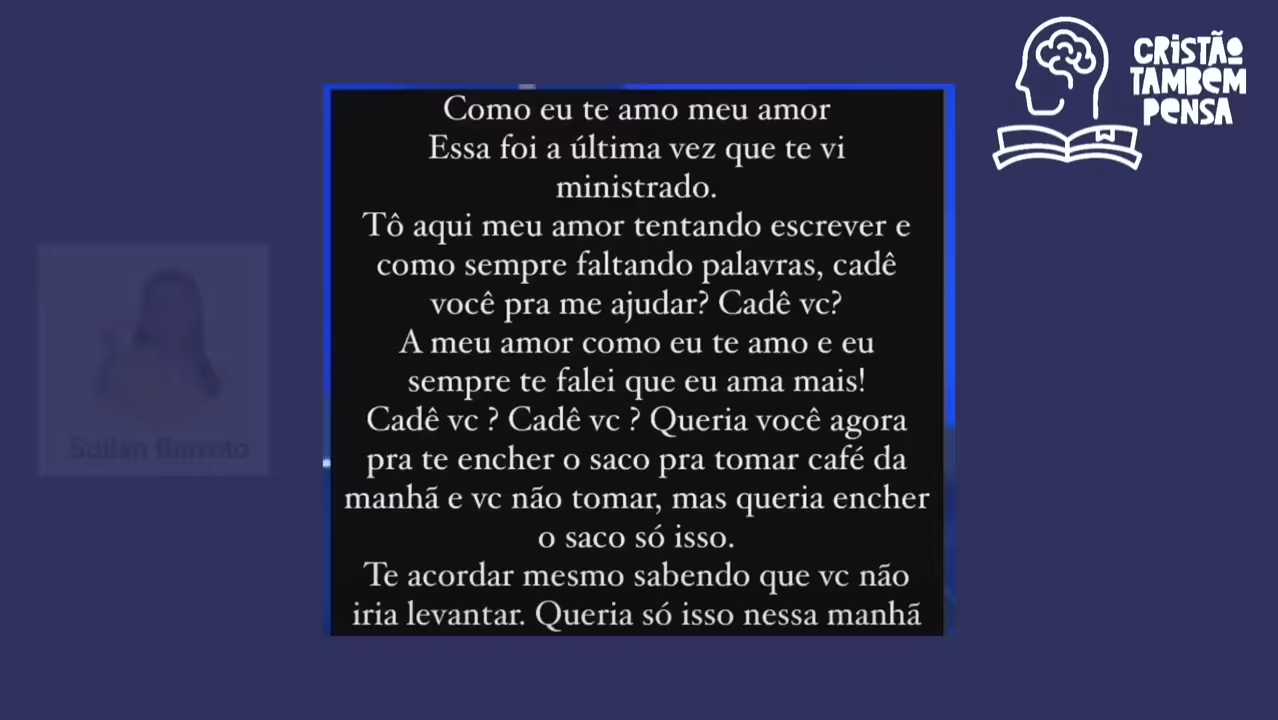 CRISTÃO
TAMBEM
PENSA
Como eu te amo meu amor
Essa foi a última vez que te vi
ministrado.
Tô aqui meu amor tentando escrever e
como sempre faltando palavras, cadê
você pra me ajudar? Cadê vc?
A meu amor como eu te amo e eu
sempre te falei que eu ama mais!
Cadê vc ? Cadê vc ? Queria você agora
pra te encher o saco pra tomar café da
manhã e vc não tomar, mas queria encher
o saco só isso.
Te acordar mesmo sabendo que vc não
iria levantar. Queria só isso nessa manhã